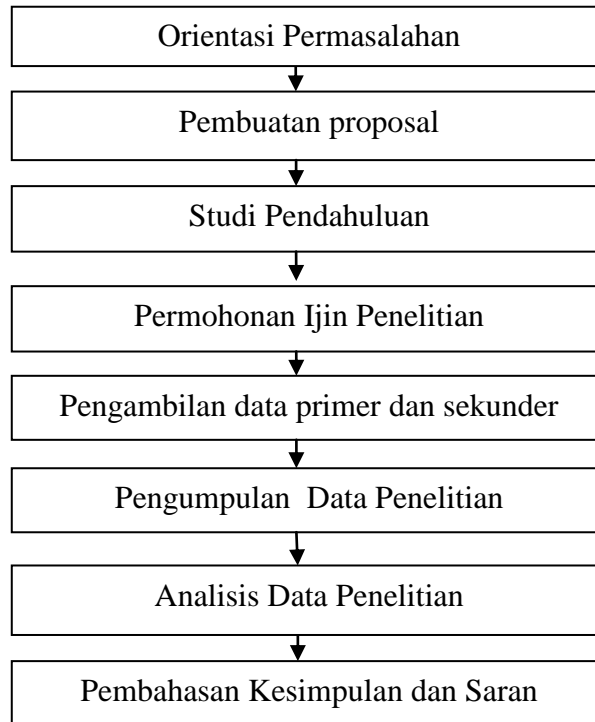 Orientasi Permasalahan
Pembuatan proposal
Studi Pendahuluan
Permohonan Ijin Penelitian
Pengambilan data primer dan sekunder
Pengumpulan  Data Penelitian
Analisis Data Penelitian
Pembahasan Kesimpulan dan Saran